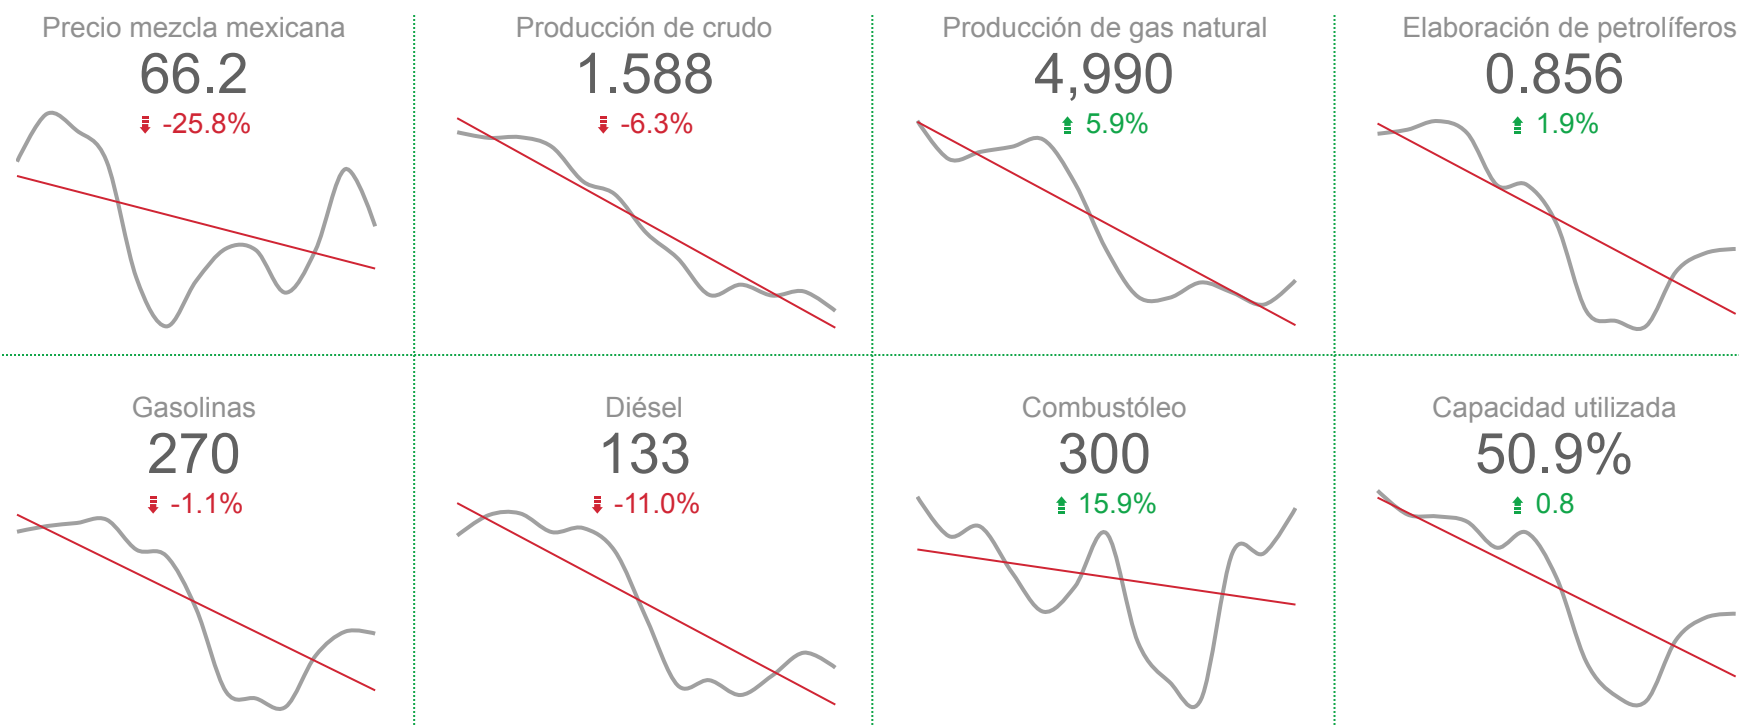 Precio mezcla mexicana
66.2
-25.8%
Producción de crudo
1.588
-6.3%
Producción de gas natural
4,990
5.9%
Elaboración de petrolíferos
0.856
1.9%
Gasolinas
270
-1.1%
Diésel
133
-11.0%
Combustóleo
300
15.9%
Capacidad utilizada
50.9%
0.8